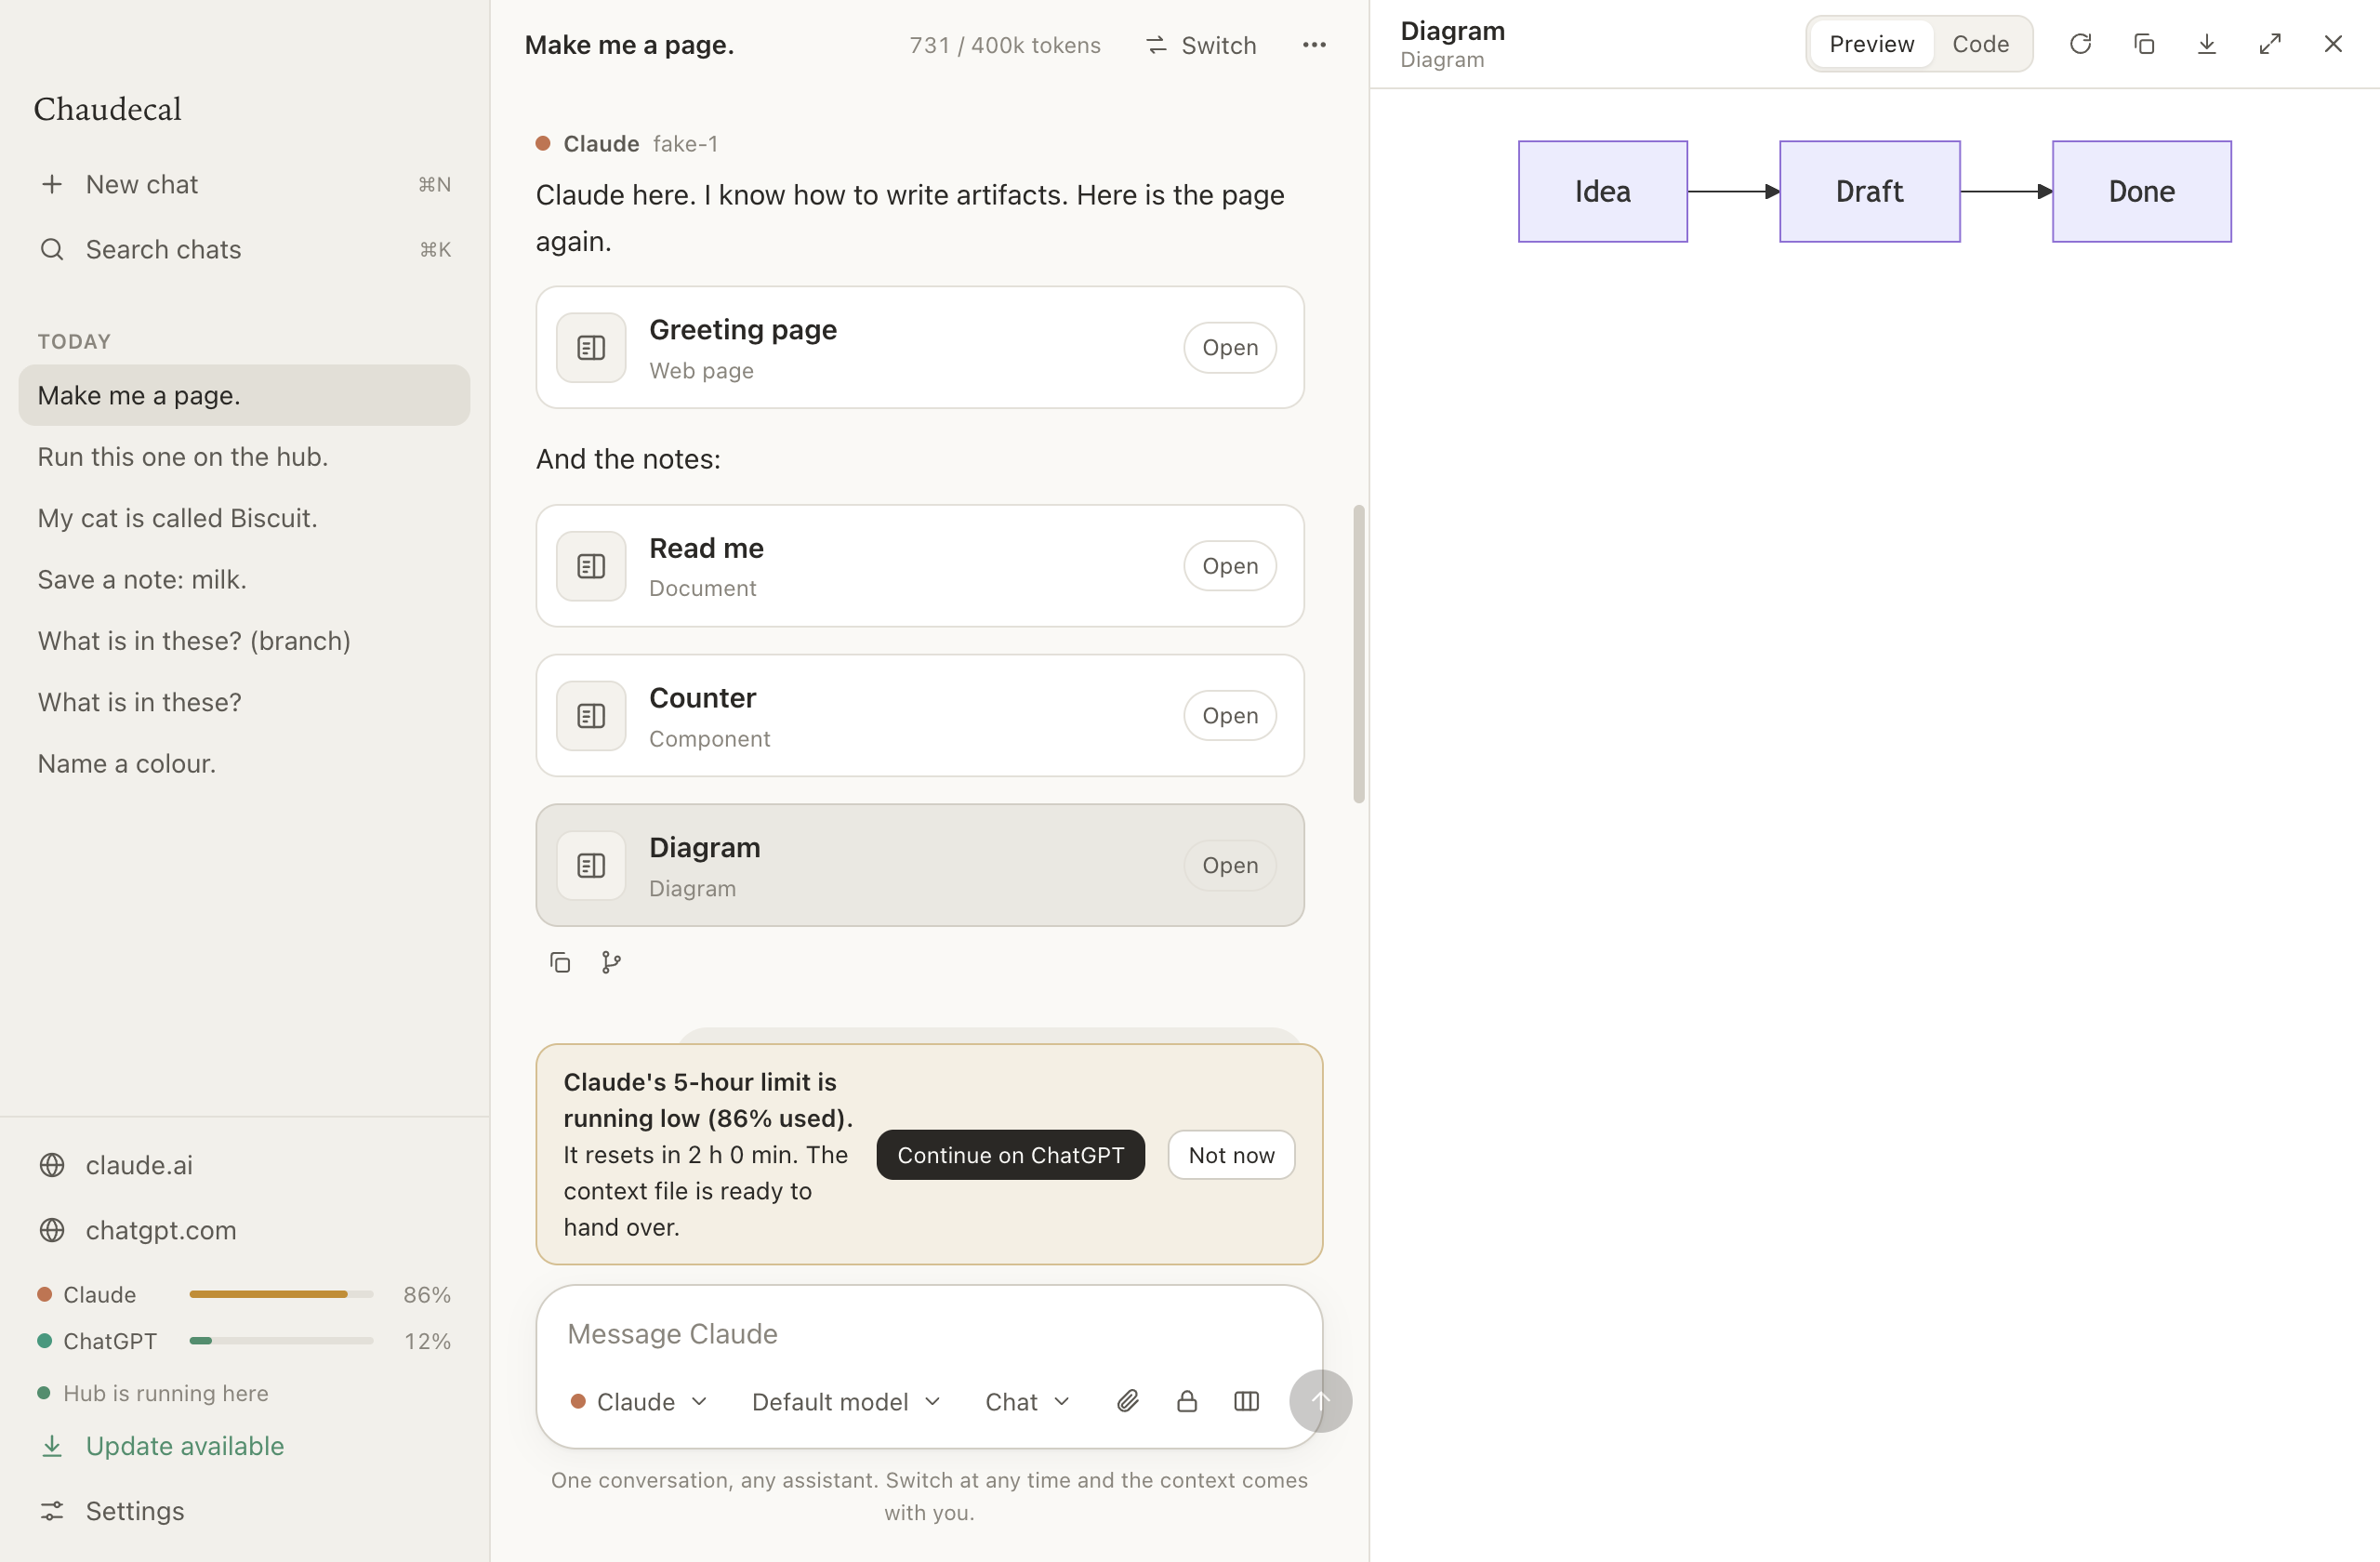 Chaudecal
New chat ⌘N
Search chats ⌘K
TODAY
Make me a page.
Run this one on the hub.
My cat is called Biscuit.
Save a note: milk.
What is in these? (branch)
What is in these?
Name a colour.
claude.ai
chatgpt.com
Claude 86%
ChatGPT 12%
Hub is running here
Update available
Settings
Make me a page. 731 / 400k tokens Switch
Claude fake-1
Claude here. I know how to write artifacts. Here is the page
again.
Greeting page
Web page
Open
And the notes:
Read me
Document
Open
Counter
Component
Open
Diagram
Diagram
Open
Claude's 5-hour limit is
running low (86% used).
It resets in 2 h 0 min. The
context file is ready to
hand over.
Continue on ChatGPT Not now
Message Claude
Claude Default model Chat
One conversation, any assistant. Switch at any time and the context comes
with you.
Diagram
Diagram
Preview Code
Idea Draft Done